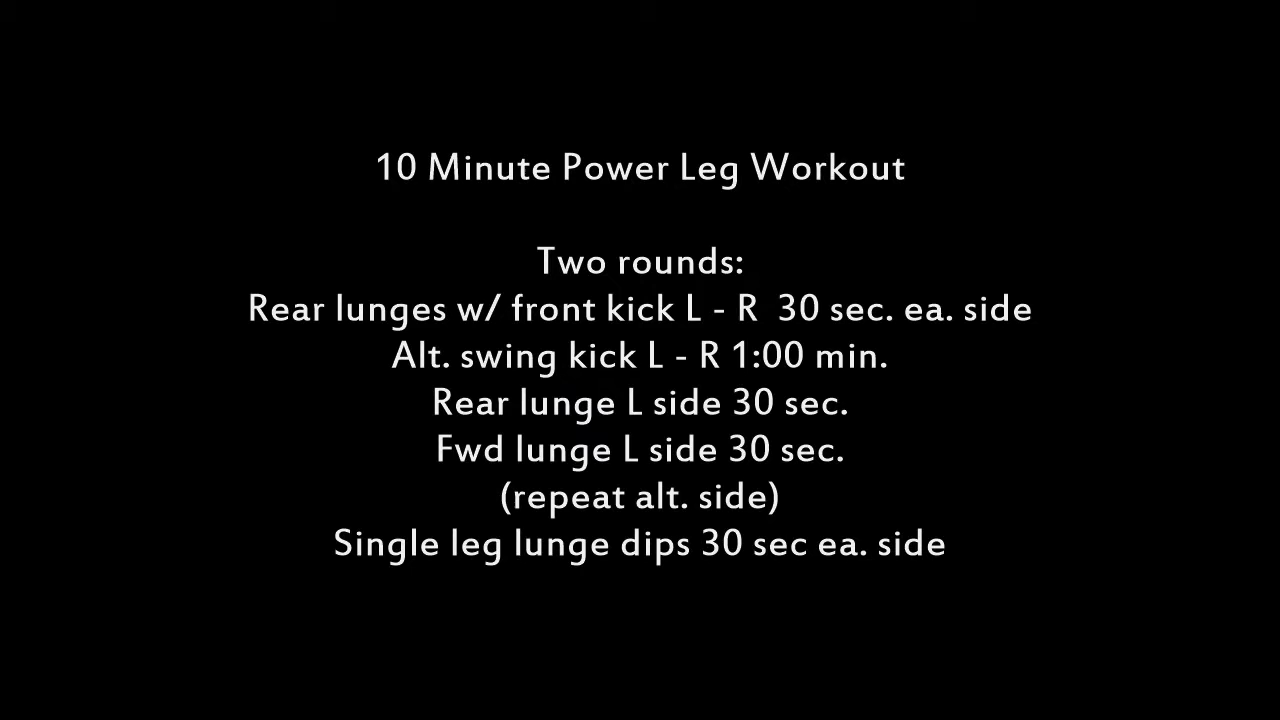 10 Minute Power Leg Workout
Two rounds:
Rear lunges w/ front kick L - R  30 sec. ea. side
Alt. swing kick L - R 1:00 min.
Rear lunge L side 30 sec.
Fwd lunge L side 30 sec.
(repeat alt. side)
Single leg lunge dips 30 sec ea. side